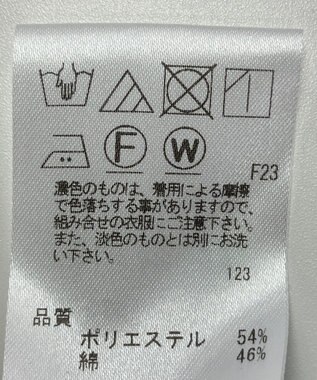 F
W
F23
濃色のものは、着用による摩擦
で色落ちする事がありますので、
組み合せの衣服にご注意下さい。
また、淡色のものとは別にお洗
い下さい。
123
品質
ポリエステル 54%
綿 46%